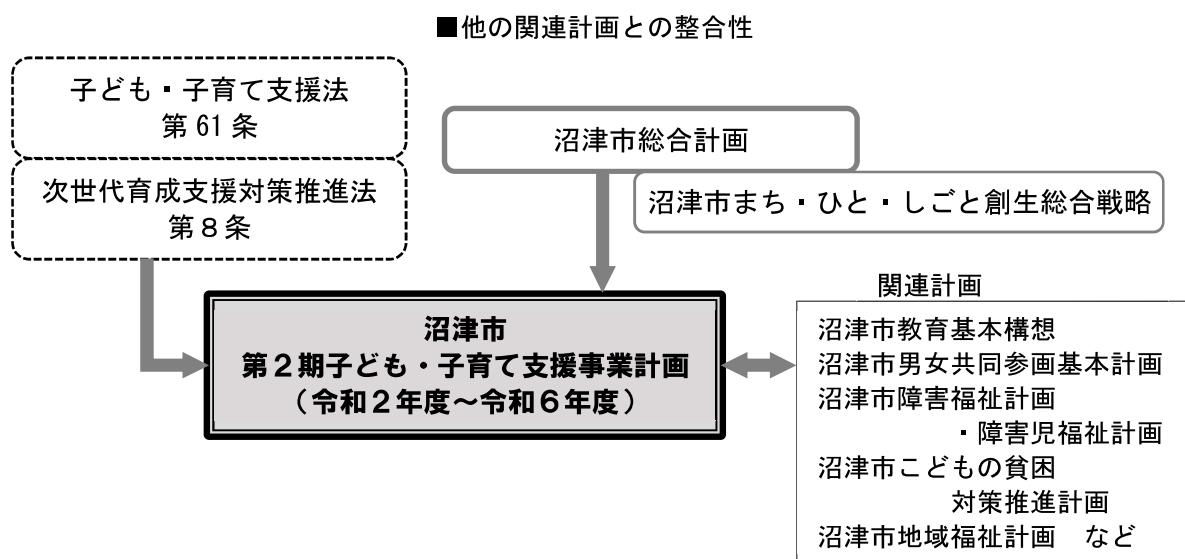 ■他の関連計画との整合性
子ども・子育て支援法
第 61 条
次世代育成支援対策推進法
第８条
沼津市総合計画
沼津市まち・ひと・しごと創生総合戦略
沼津市
第２期子ども・子育て支援事業計画
（令和２年度～令和６年度）
関連計画
沼津市教育基本構想
沼津市男女共同参画基本計画
沼津市障害福祉計画
・障害児福祉計画
沼津市こどもの貧困
対策推進計画
沼津市地域福祉計画　など